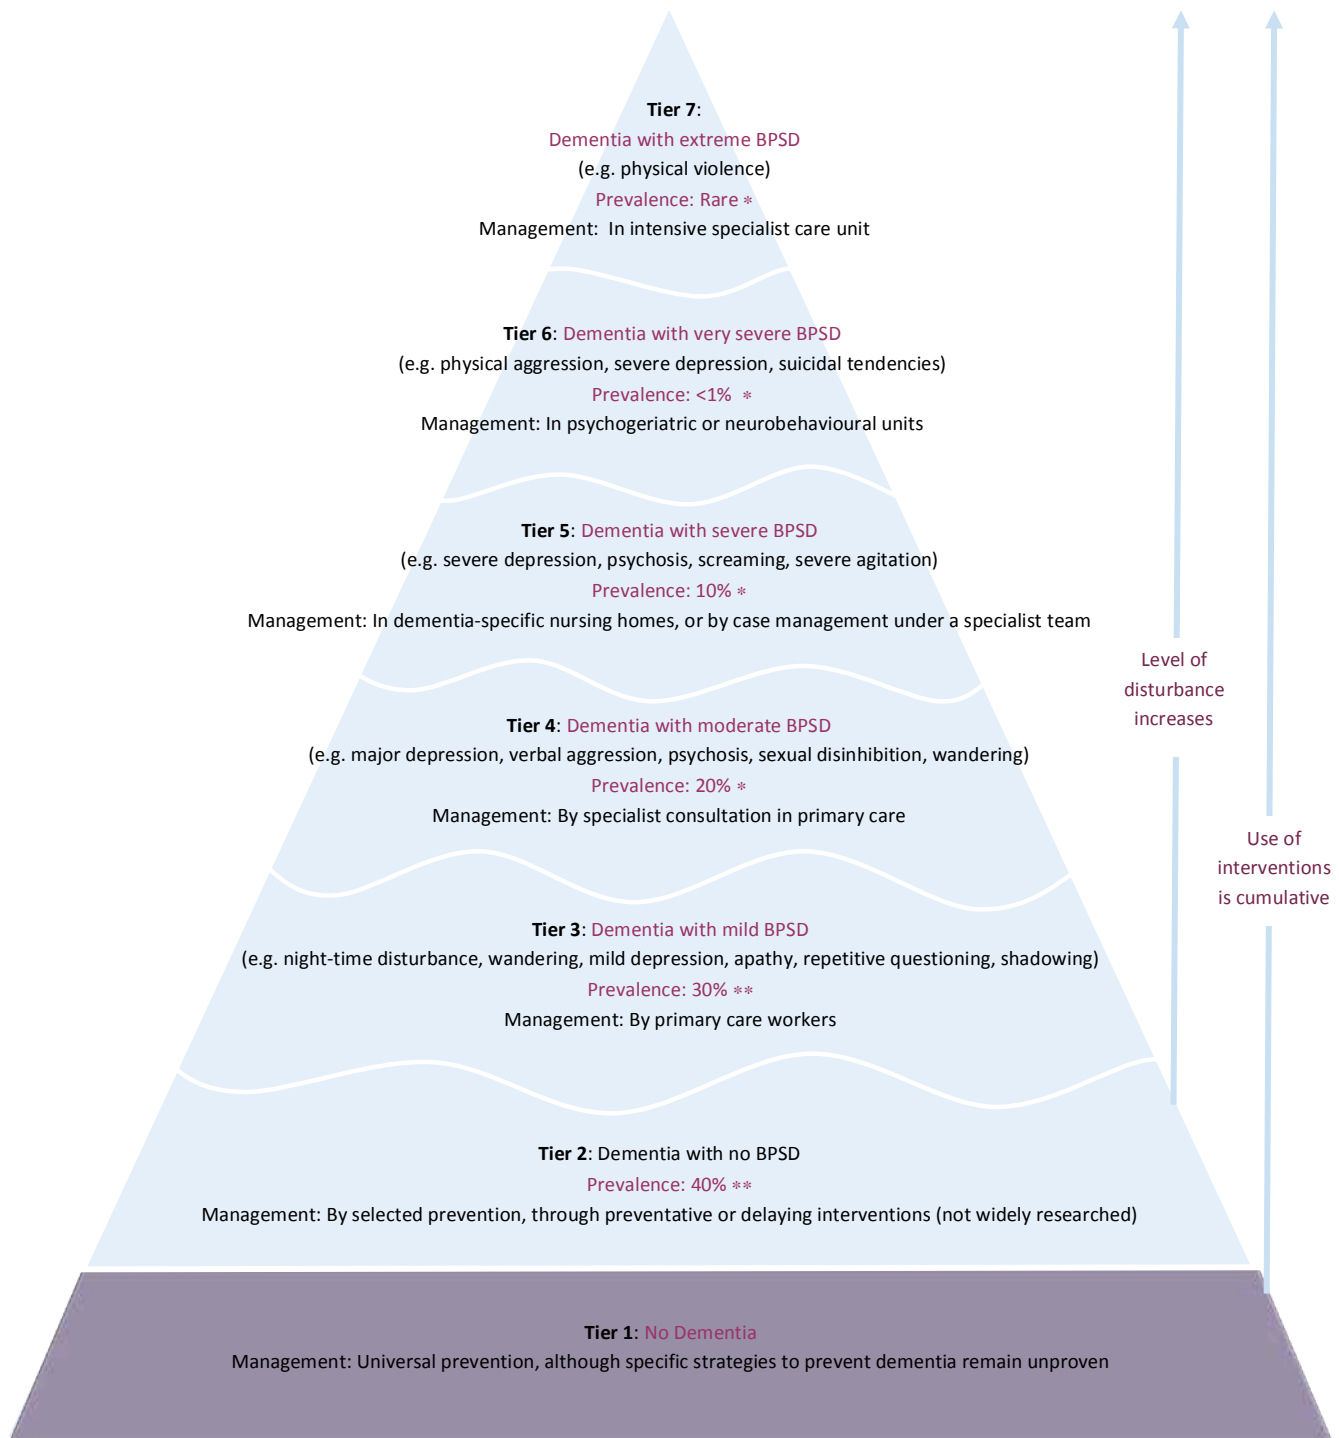 Tier 7:
Dementia with extreme BPSD
(e.g. physical violence)
Prevalence: Rare *
Management:  In intensive specialist care unit
Tier 6: Dementia with very severe BPSD
(e.g. physical aggression, severe depression, suicidal tendencies)
Prevalence: <1%  *
Management: In psychogeriatric or neurobehavioural units
Tier 5: Dementia with severe BPSD
(e.g. severe depression, psychosis, screaming, severe agitation)
Prevalence: 10% *
Management: In dementia-specific nursing homes, or by case management under a specialist team
Level of
disturbance
increases
Tier 4: Dementia with moderate BPSD
(e.g. major depression, verbal aggression, psychosis, sexual disinhibition, wandering)
Prevalence: 20% *
Management: By specialist consultation in primary care
Use of
interventions
is cumulative
Tier 3: Dementia with mild BPSD
(e.g. night-time disturbance, wandering, mild depression, apathy, repetitive questioning, shadowing)
Prevalence: 30% **
Management: By primary care workers
Tier 2: Dementia with no BPSD
Prevalence: 40% **
Management: By selected prevention, through preventative or delaying interventions (not widely researched)
Tier 1: No Dementia
Management: Universal prevention, although specific strategies to prevent dementia remain unproven